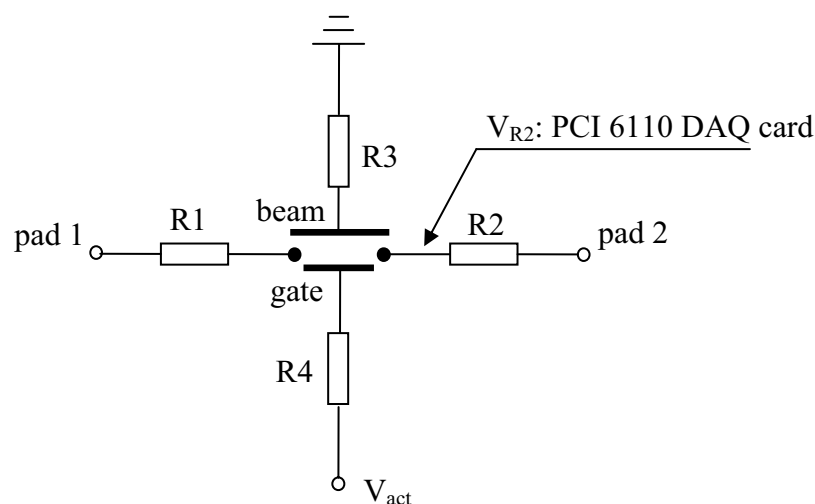 V_R2: PCI 6110 DAQ card
R3
beam
R1
R2
pad 1
pad 2
gate
R4
V_act